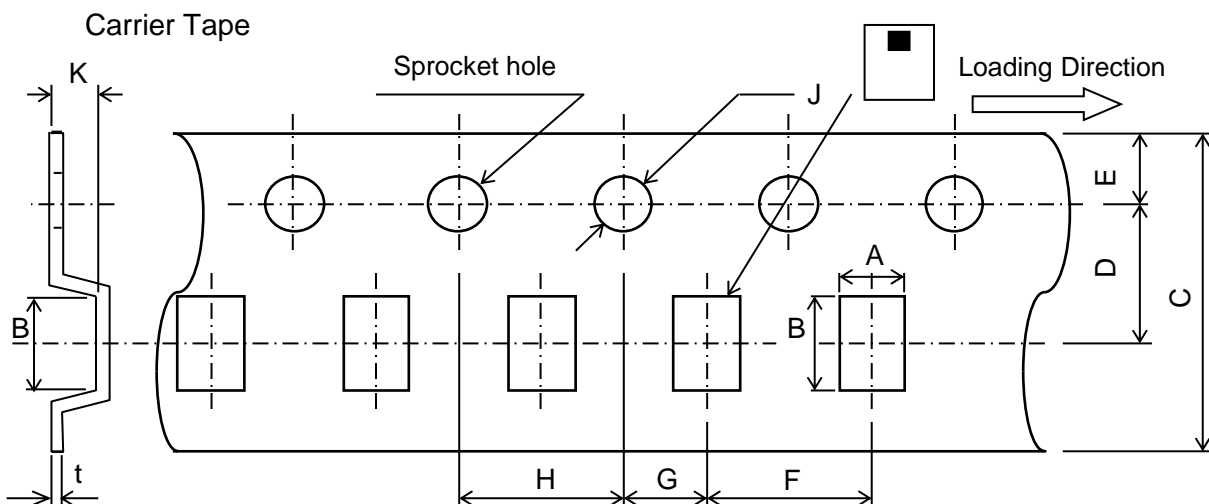 Carrier Tape
K
Sprocket hole
J
Loading Direction
E
D
C
A
B
B
t
H
G
F